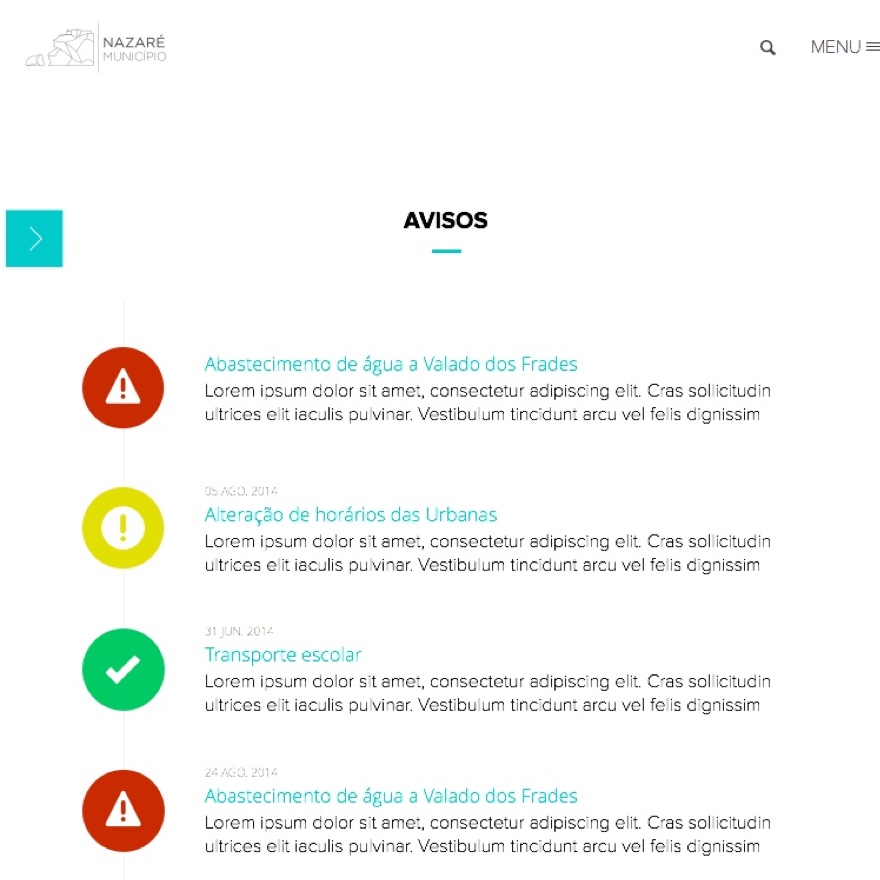 NAZARÉ
MUNICÍPIO
MENU
AVISOS
Abastecimento de água a Valado dos Frades
Lorem ipsum dolor sit amet, consectetur adipiscing elit. Cras sollicitudin
ultrices elit iaculis pulvinar. Vestibulum tincidunt arcu vel felis dignissim
05 AGO. 2014
Alteração de horários das Urbanas
Lorem ipsum dolor sit amet, consectetur adipiscing elit. Cras sollicitudin
ultrices elit iaculis pulvinar. Vestibulum tincidunt arcu vel felis dignissim
31 JUN. 2014
Transporte escolar
Lorem ipsum dolor sit amet, consectetur adipiscing elit. Cras sollicitudin
ultrices elit iaculis pulvinar. Vestibulum tincidunt arcu vel felis dignissim
24 AGO. 2014
Abastecimento de água a Valado dos Frades
Lorem ipsum dolor sit amet, consectetur adipiscing elit. Cras sollicitudin
ultrices elit iaculis pulvinar. Vestibulum tincidunt arcu vel felis dignissim